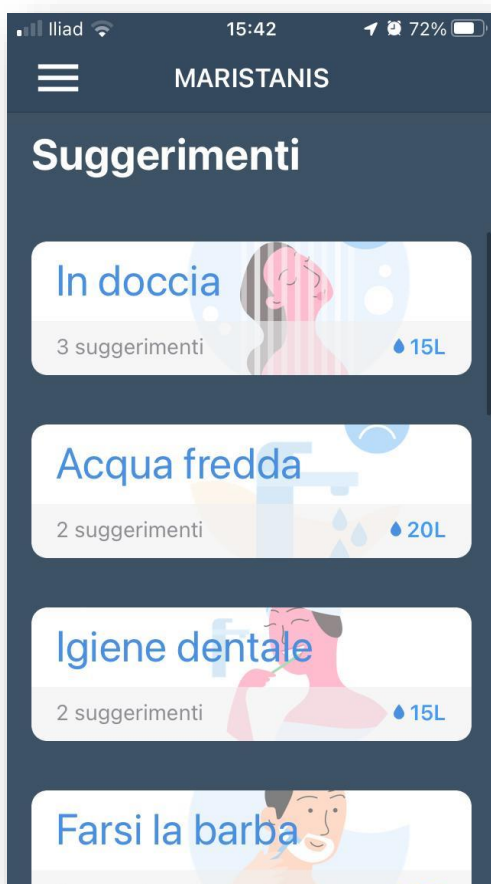 Iliad 15:42 72%
MARISTANIS
Suggerimenti
In doccia
3 suggerimenti 15L
Acqua fredda
2 suggerimenti 20L
Igiene dentale
2 suggerimenti 15L
Farsi la barba